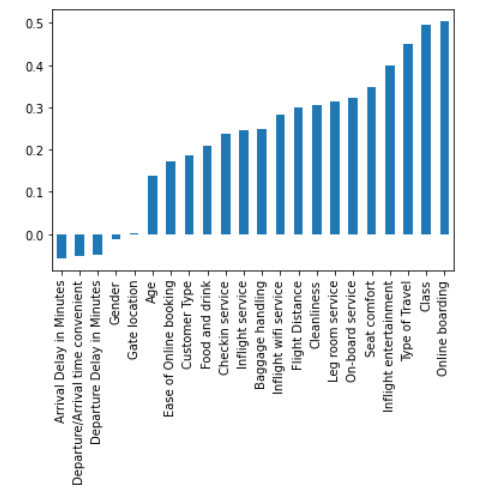 0.5
0.4
0.3
0.2
0.1
0.0
Arrival Delay in Minutes
Departure/Arrival time convenient
Departure Delay in Minutes
Gender
Gate location
Age
Ease of Online booking
Customer Type
Food and drink
Checkin service
Inflight service
Baggage handling
Inflight wifi service
Flight Distance
Cleanliness
Leg room service
On-board service
Seat comfort
Inflight entertainment
Type of Travel
Class
Online boarding